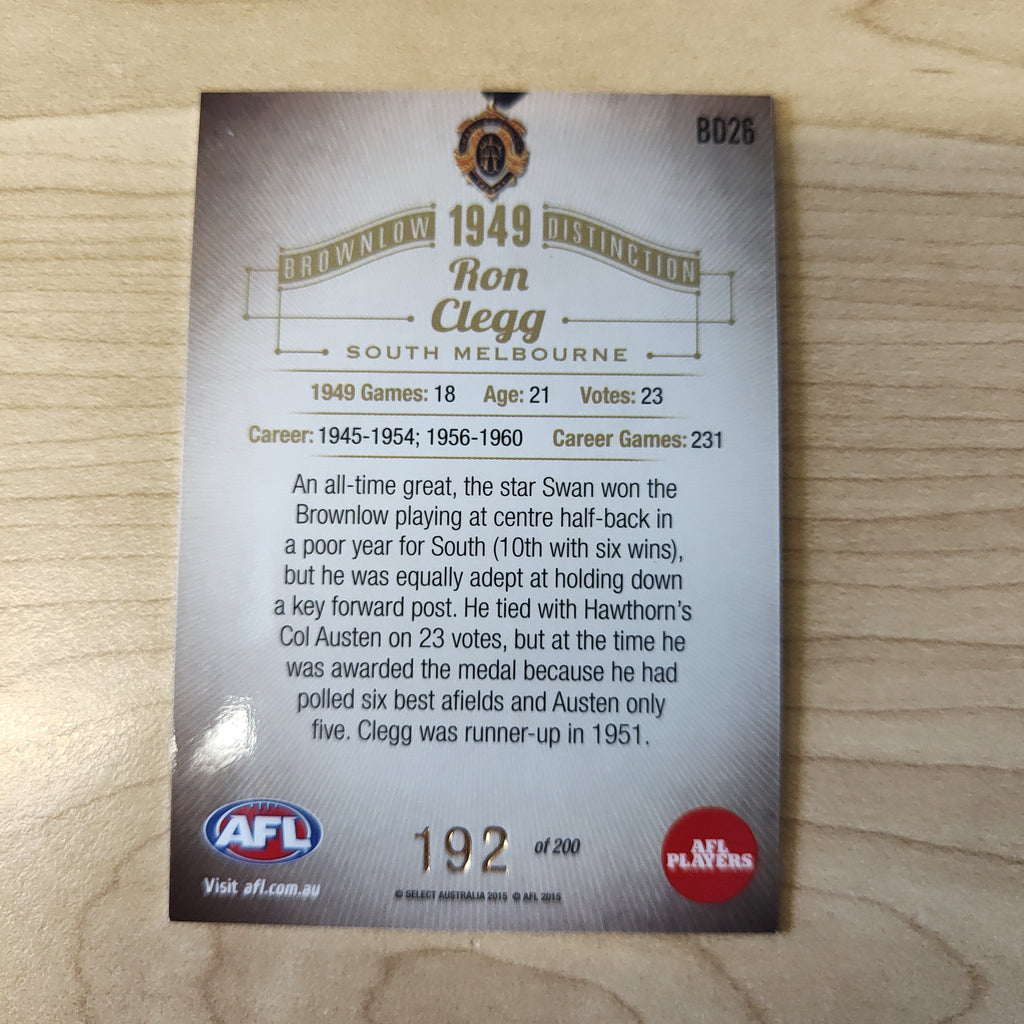 BD26
BROWNLOW 1949 DISTINCTION
Ron
Clegg
SOUTH MELBOURNE
1949 Games: 18 Age: 21 Votes: 23
Career: 1945-1954; 1956-1960 Career Games: 231
An all-time great, the star Swan won the
Brownlow playing at centre half-back in
a poor year for South (10th with six wins),
but he was equally adept at holding down
a key forward post. He tied with Hawthorn's
Col Austen on 23 votes, but at the time he
was awarded the medal because he had
polled six best afields and Austen only
five. Clegg was runner-up in 1951.
AFL
Visit afl.com.au
192 of 200
© SELECT AUSTRALIA 2015 © AFL 2015
AFL
PLAYERS